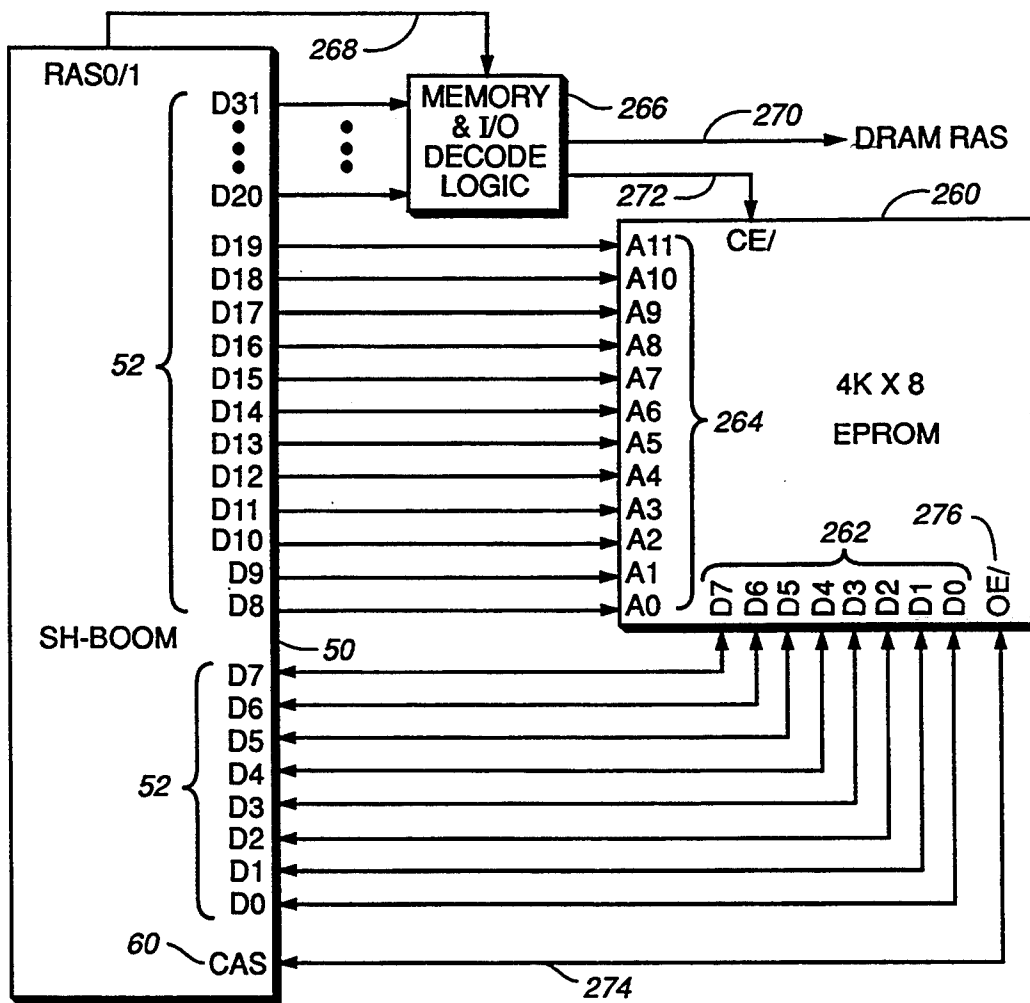 RAS0/1
268
D31
D20
MEMORY
& I/O
DECODE
LOGIC
266
270
DRAM RAS
272
260
CE/
D19
D18
D17
D16
D15
D14
D13
D12
D11
D10
D9
D8
52
A11
A10
A9
A8
A7
A6
A5
A4
A3
A2
A1
A0
264
4K X 8
EPROM
276
262
D7
D6
D5
D4
D3
D2
D1
D0
OE/
SH-BOOM
50
D7
D6
D5
D4
D3
D2
D1
D0
52
60
CAS
274